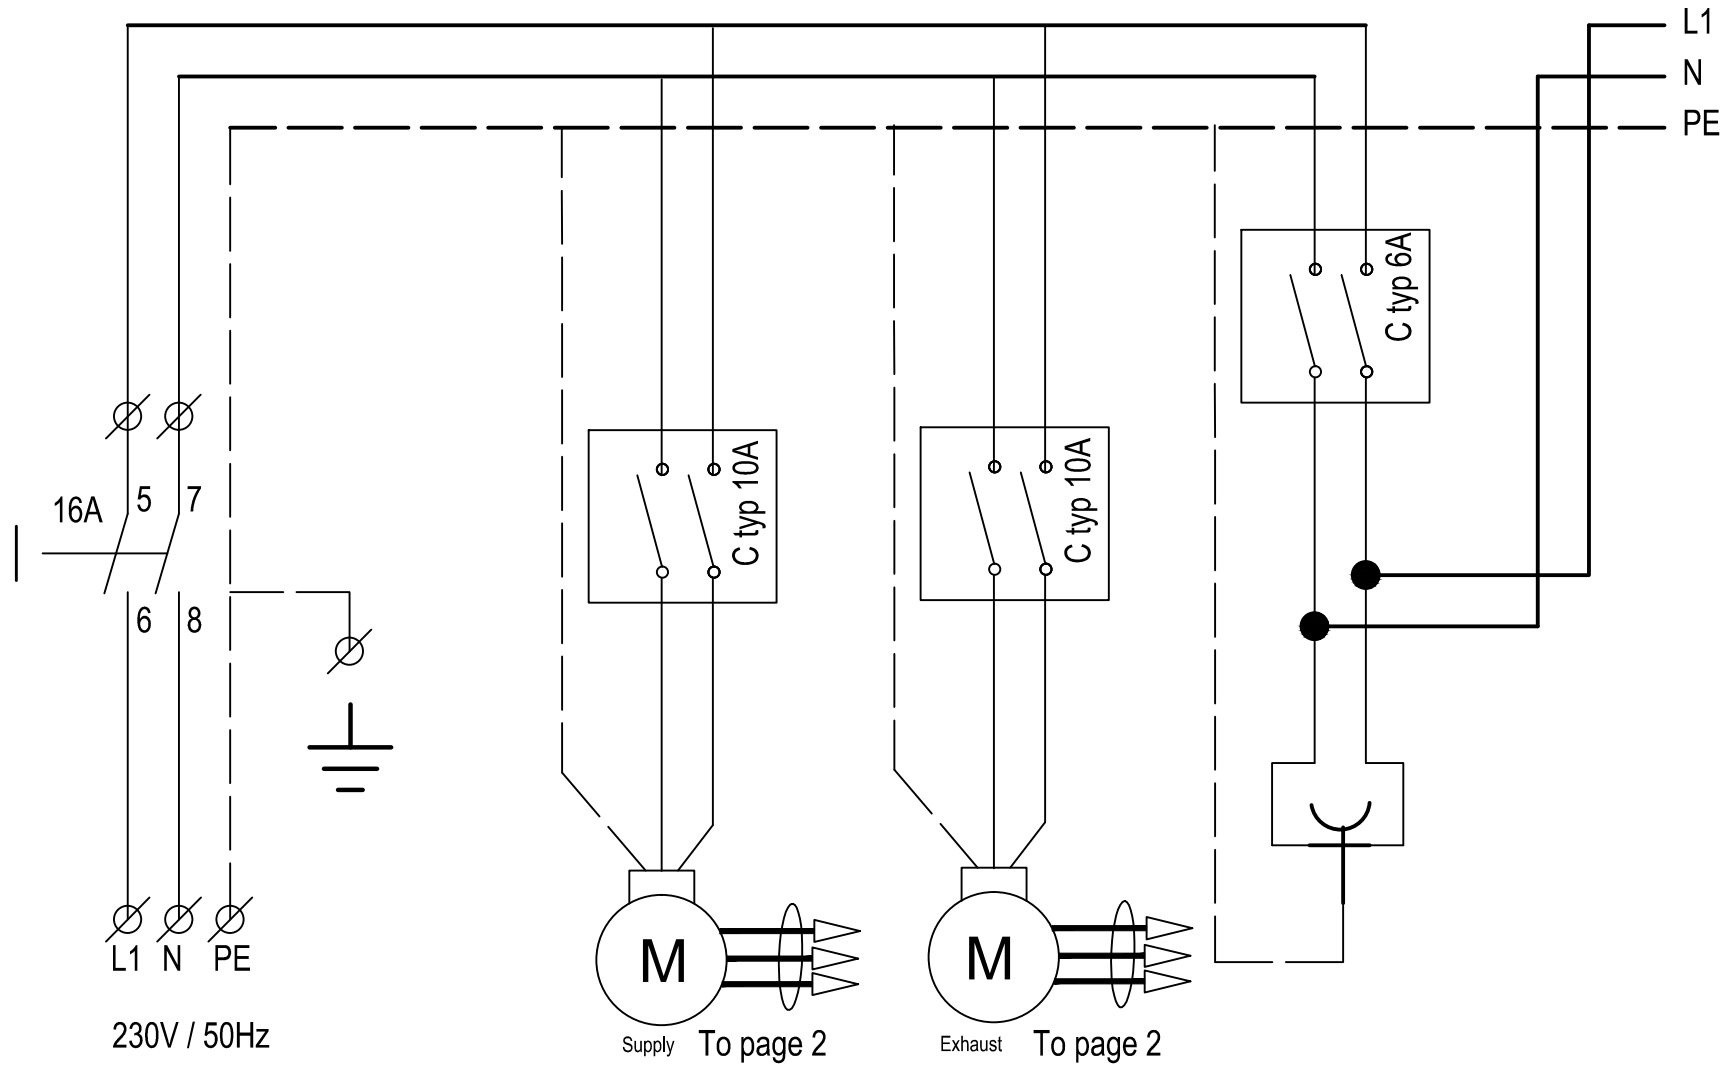 L1
N
PE
C typ 6A
16A
5
7
C typ 10A
C typ 10A
6
8
M
M
L1 N PE
230V / 50Hz
Supply
To page 2
Exhaust
To page 2